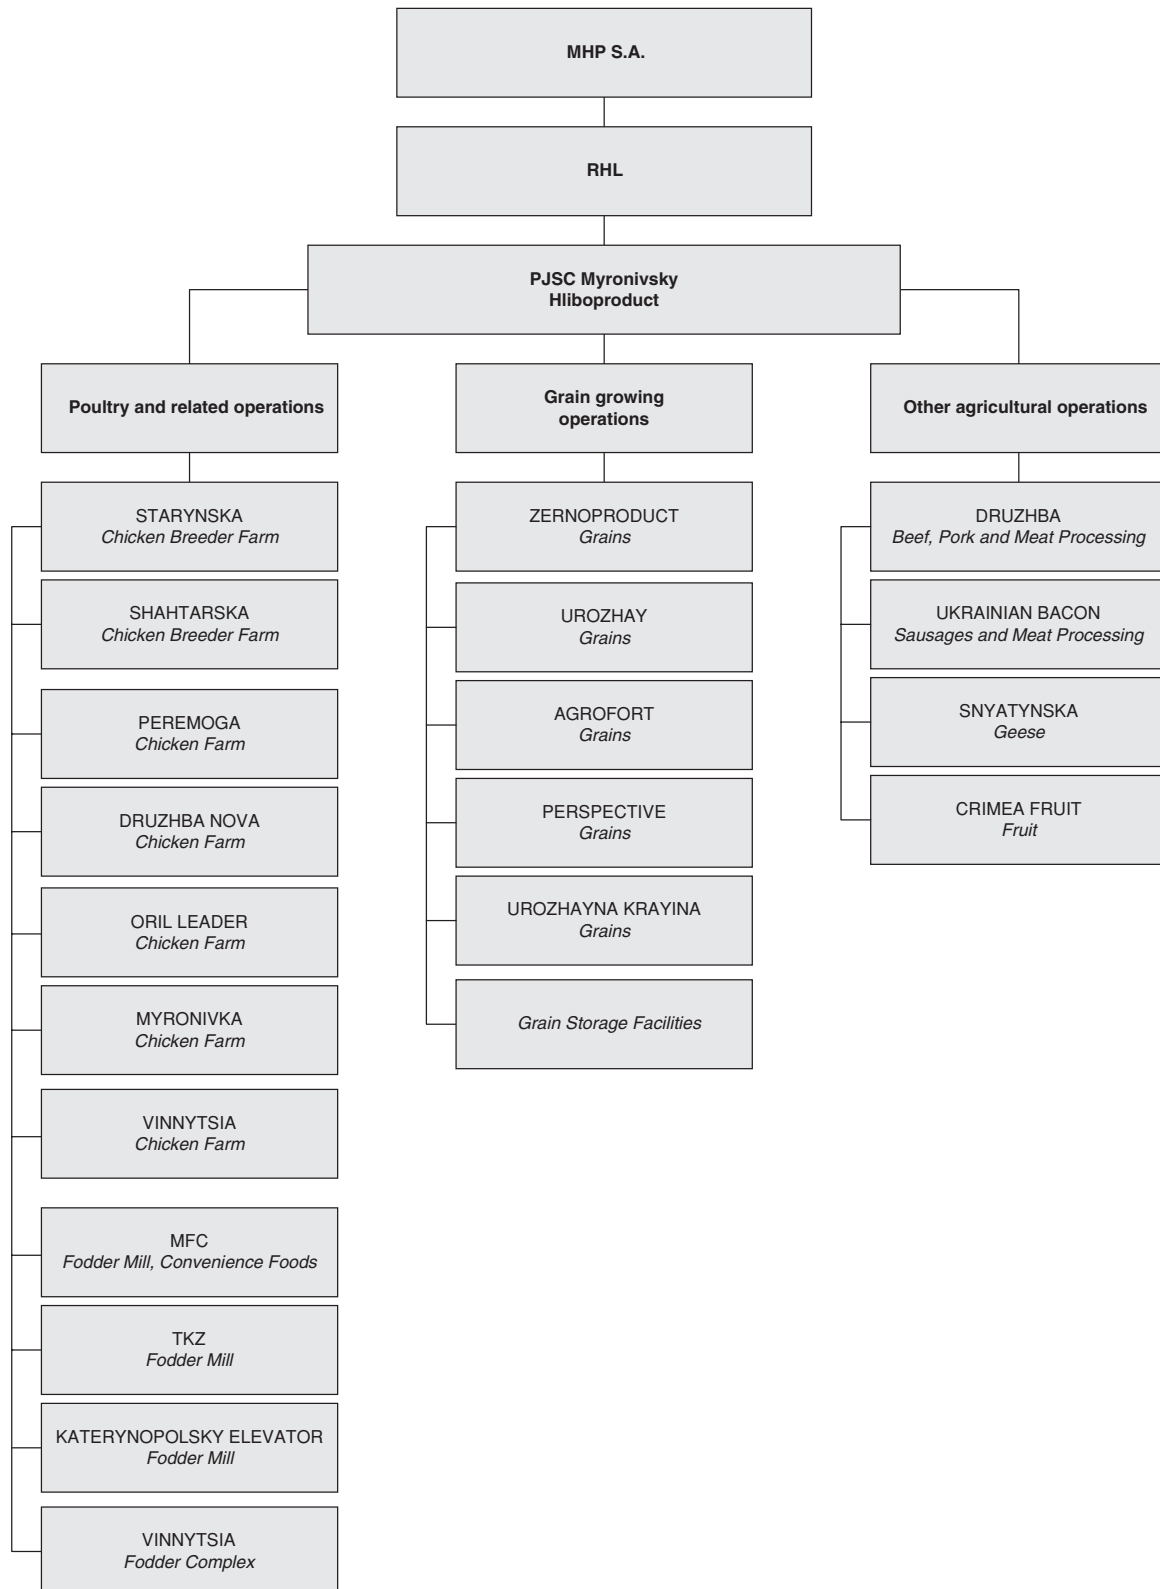 MHP S.A.
RHL
PJSC Myronivsky
Hliboproduct
Poultry and related operations
STARYNSKA
Chicken Breeder Farm
SHAHTARSKA
Chicken Breeder Farm
PEREMOGA
Chicken Farm
DRUZHBA NOVA
Chicken Farm
ORIL LEADER
Chicken Farm
MYRONIVKA
Chicken Farm
VINNYTSIA
Chicken Farm
MFC
Fodder Mill, Convenience Foods
TKZ
Fodder Mill
KATERYNOPOLSKY ELEVATOR
Fodder Mill
VINNYTSIA
Fodder Complex
Grain growing
operations
ZERNOPRODUCT
Grains
UROZHAY
Grains
AGROFORT
Grains
PERSPECTIVE
Grains
UROZHAYNA KRAYINA
Grains
Grain Storage Facilities
Other agricultural operations
DRUZHBA
Beef, Pork and Meat Processing
UKRAINIAN BACON
Sausages and Meat Processing
SNYATYNSKA
Geese
CRIMEA FRUIT
Fruit